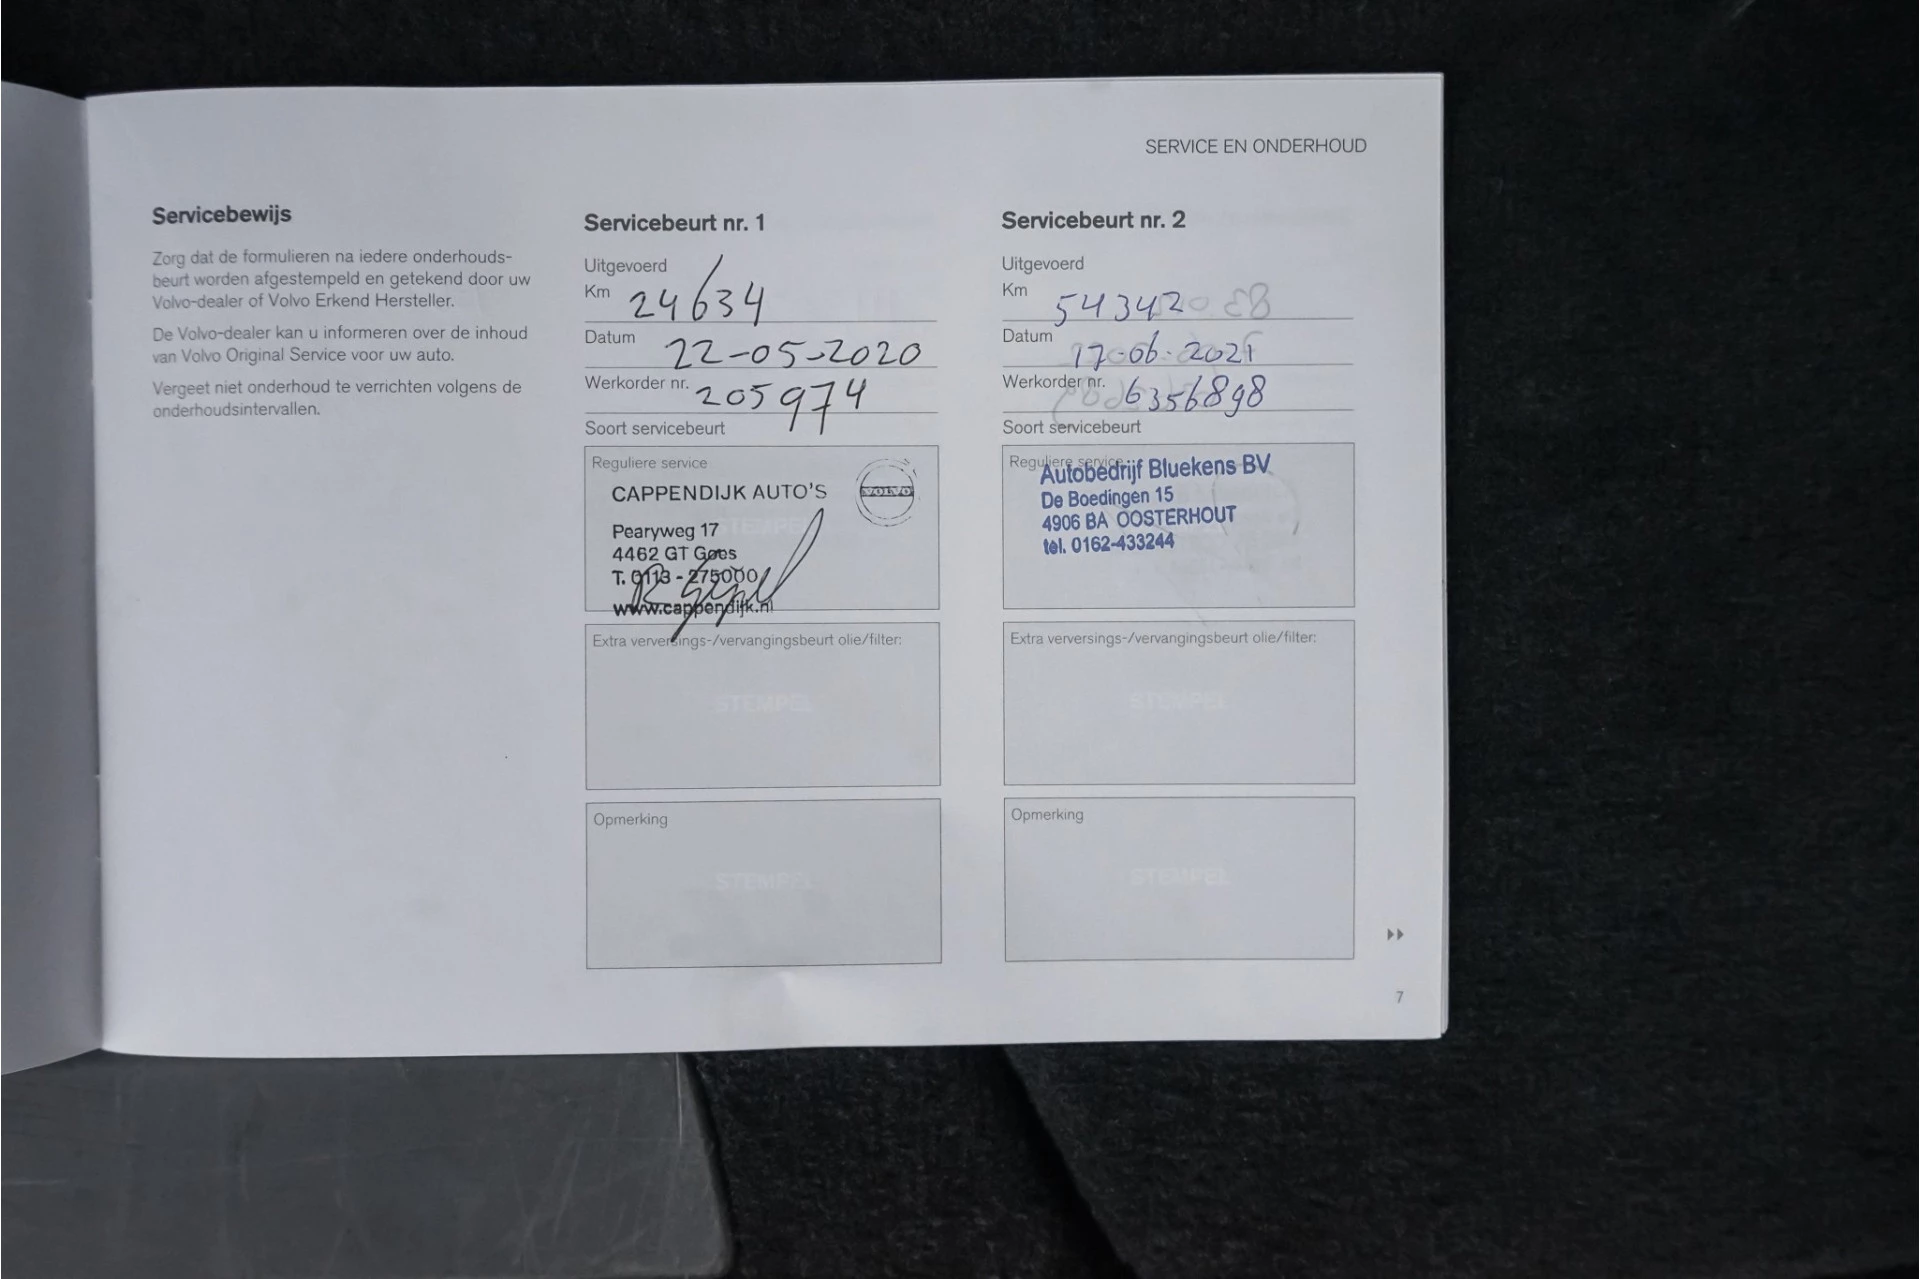 SERVICE EN ONDERHOUD
Servicebewijs
Zorg dat de formulieren na iedere onderhouds-
beurt worden afgestempeld en getekend door uw
Volvo-dealer of Volvo Erkend Hersteller.
De Volvo-dealer kan u informeren over de inhoud
van Volvo Original Service voor uw auto.
Vergeet niet onderhoud te verrichten volgens de
onderhoudsintervallen.
Servicebeurt nr. 1
Uitgevoerd
Km 24634
Datum 22-05-2020
Werkorder nr. 205974
Soort servicebeurt
Reguliere service
CAPPENDIJK AUTO'S
VOLVO
Pearyweg 17
4462 GT Goes
T. 0113 - 275000
www.cappendijk.nl
Extra verversings-/vervangingsbeurt olie/filter:
STEMPEL
Opmerking
STEMPEL
Servicebeurt nr. 2
Uitgevoerd
Km 54342
Datum 17-06-2021
Werkorder nr. 6356898
Soort servicebeurt
Reguliere service
Autobedrijf Bluekens BV
De Boedingen 15
4906 BA OOSTERHOUT
tel. 0162-433244
Extra verversings-/vervangingsbeurt olie/filter:
STEMPEL
Opmerking
STEMPEL
7